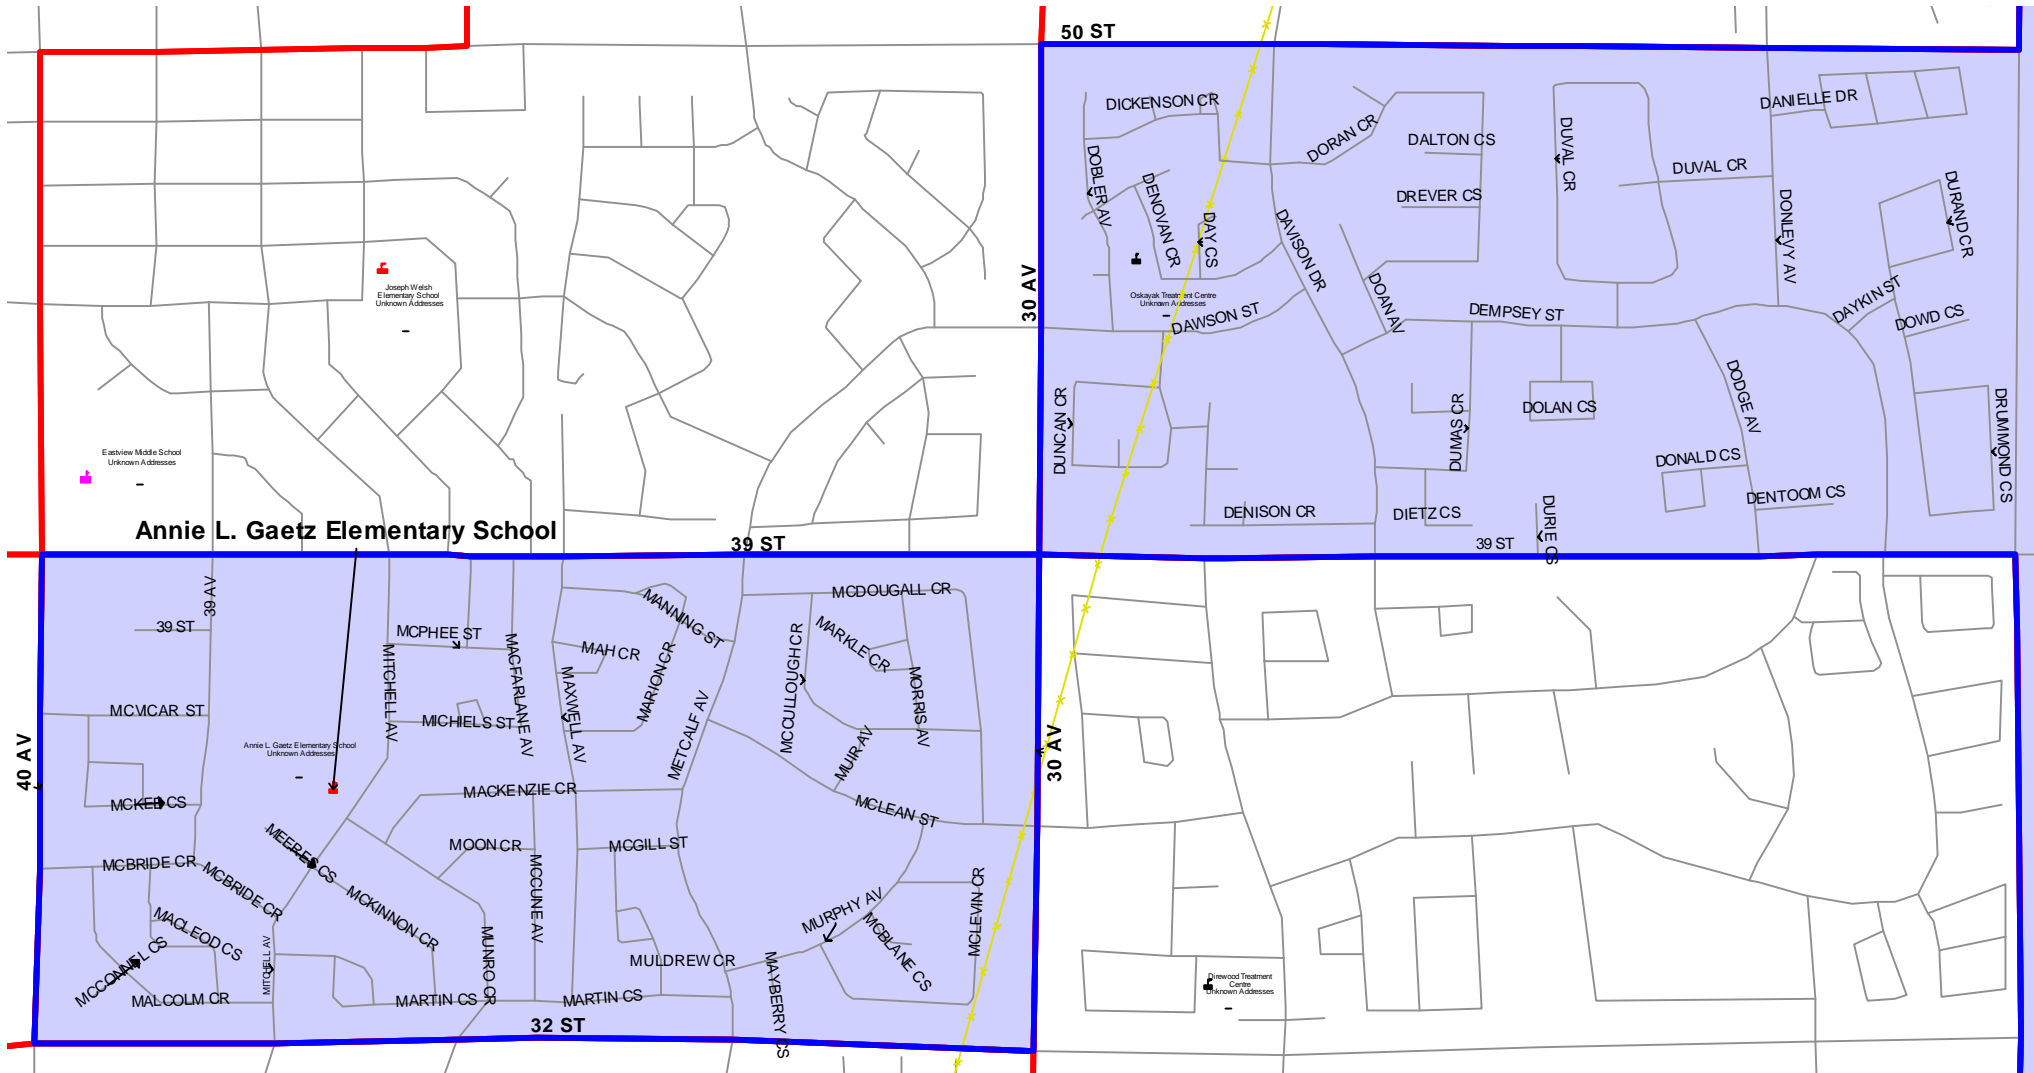 50 ST
DICKENSON CR
DORAN CR
DALTON CS
DUVAL CR
DANIELLE DR
DOBLER AV
DENOVAN CR
DAY CS
DAVISON DR
DREVER CS
DUVAL CR
DONLEVY AV
DURAND CR
30 AV
Joseph Welsh
Elementary School
Unknown Addresses
Oskayak Treatment Centre
Unknown Addresses
DAWSON ST
DOAN AV
DEMPSEY ST
DAYKIN ST
DOWD CS
DUNCAN CR
DUMAS CR
DOLAN CS
DODGE AV
DRUMMOND CS
DONALD CS
DENTOOM CS
Eastview Middle School
Unknown Addresses
DENISON CR
DIETZ CS
DURIE CS
39 ST
Annie L. Gaetz Elementary School
39 ST
39 AV
39 ST
MCPHEE ST
MITCHELL AV
MACFARLANE AV
MAH CR
MANNING ST
MARION CR
MAXWELL AV
MCDOUGALL CR
MARKLE CR
MCCULLOUGH CR
MORRIS AV
METCALF AV
MCVICAR ST
MICHIELS ST
MUIR AV
40 AV
30 AV
Annie L. Gaetz Elementary School
Unknown Addresses
MCKEE CS
MACKENZIE CR
MCLEAN ST
MEERES CS
MOON CR
MCGILL ST
MCBRIDE CR
MCBRIDE CR
MCKINNON CR
MCCUNE AV
MURPHY AV
MCBLANE CS
MCLEVIN CR
MACLEOD CS
MCCONNEL CS
MITCHELL AV
MUNRO CR
MULDREW CR
MAYBERRY CS
MALCOLM CR
MARTIN CS
MARTIN CS
32 ST
Direwood Treatment
Centre
Unknown Addresses